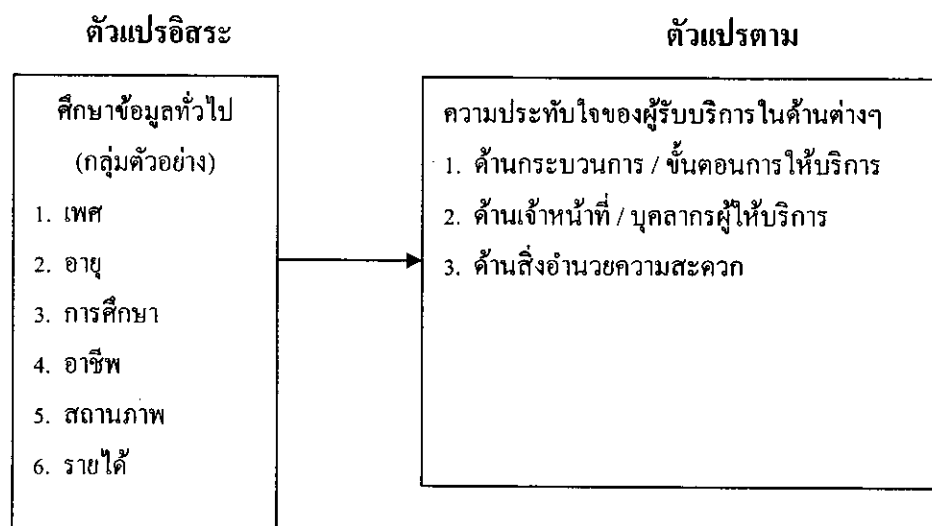 ตัวแปรอิสระ
ศึกษาข้อมูลทั่วไป
(กลุ่มตัวอย่าง)
1. เพศ
2. อายุ
3. การศึกษา
4. อาชีพ
5. สถานภาพ
6. รายได้
ตัวแปรตาม
ความประทับใจของผู้รับบริการในด้านต่างๆ
1. ด้านกระบวนการ / ขั้นตอนการให้บริการ
2. ด้านเจ้าหน้าที่ / บุคลากรผู้ให้บริการ
3. ด้านสิ่งอำนวยความสะดวก